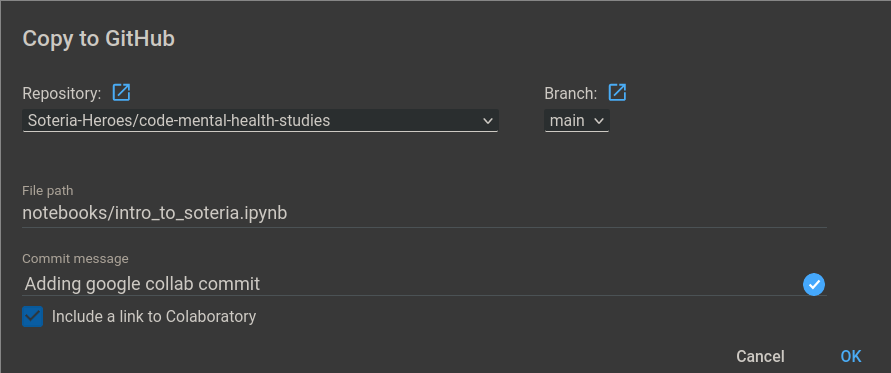 Copy to GitHub
Repository: Branch:
Soteria-Heroes/code-mental-health-studies main
File path
notebooks/intro_to_soteria.ipynb
Commit message
Adding google collab commit
Include a link to Colaboratory
Cancel OK